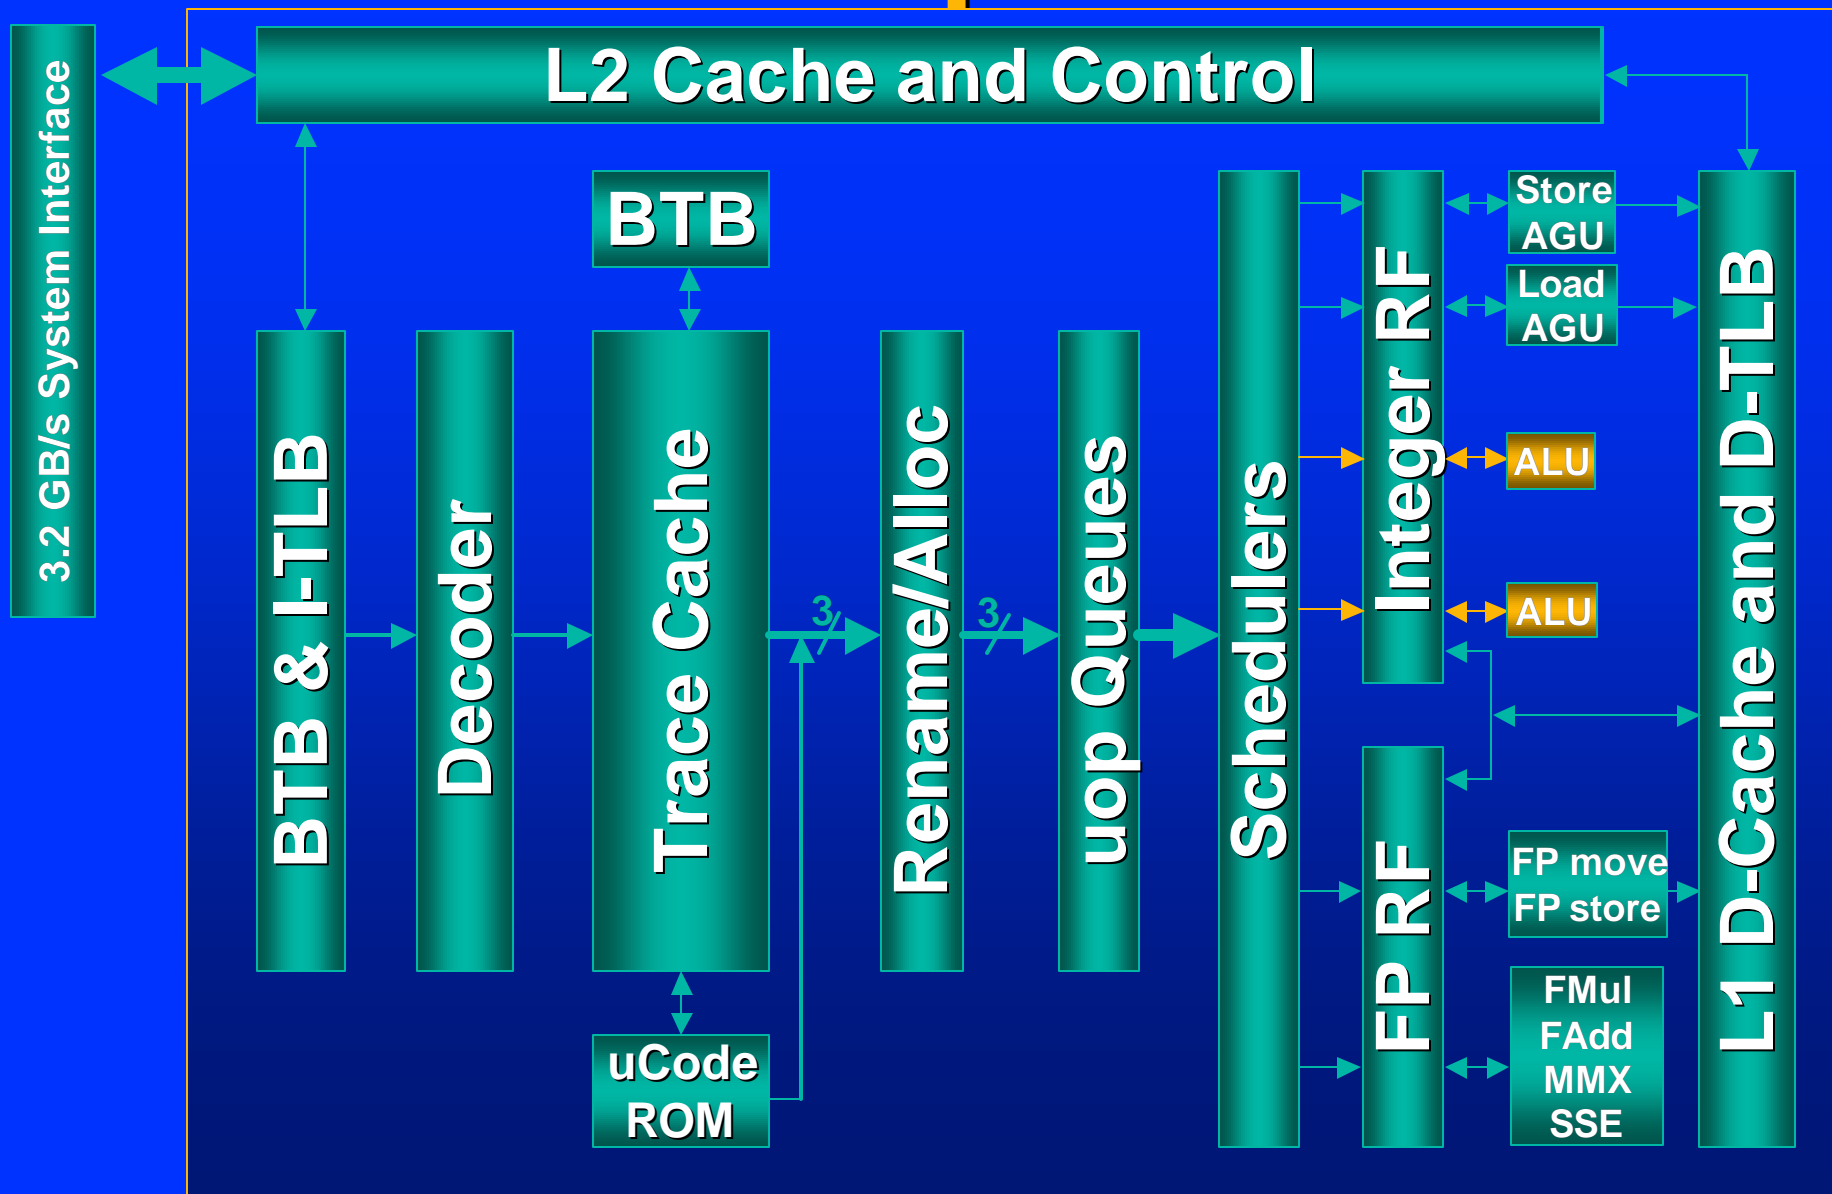 3.2 GB/s System Interface
L2 Cache and Control
BTB
BTB & I-TLB
Decoder
Trace Cache
uCode
ROM
3
Rename/Alloc
3
uop Queues
Schedulers
Integer RF
FP RF
Store
AGU
Load
AGU
ALU
ALU
FP move
FP store
FMul
FAdd
MMX
SSE
L1 D-Cache and D-TLB